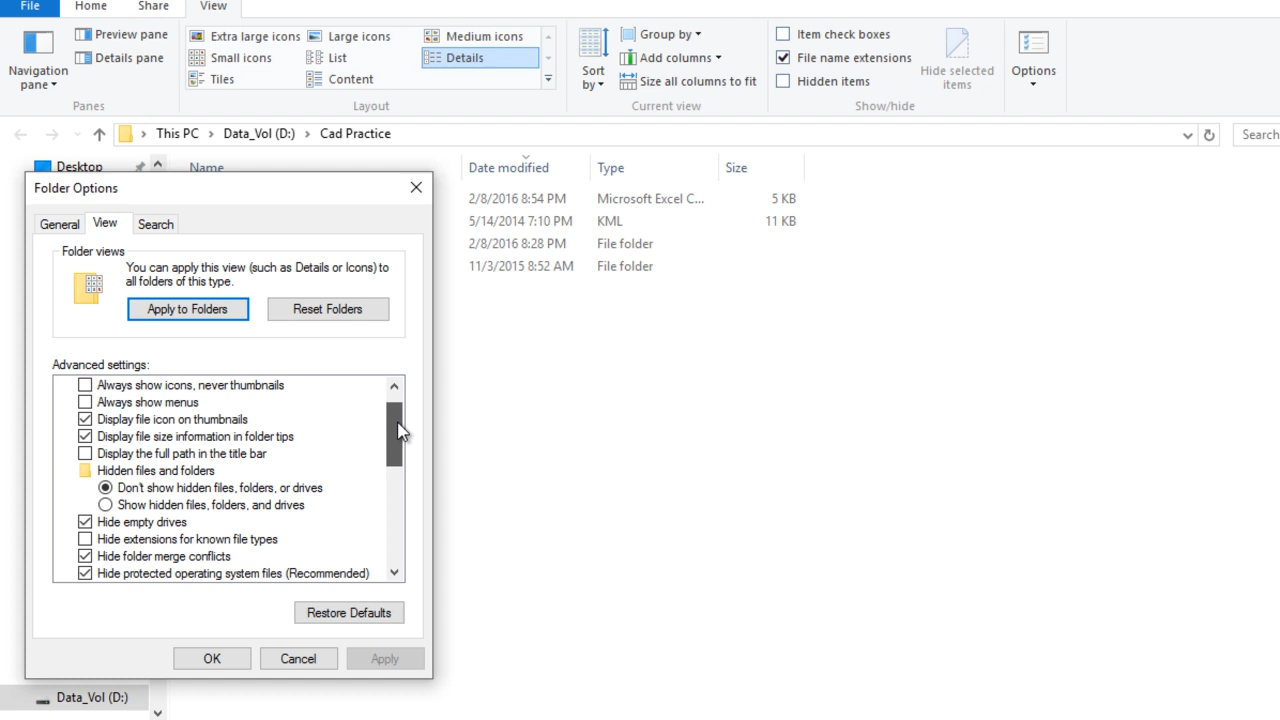 File Home Share View
Preview pane
Details pane
Navigation
pane
Panes
Extra large icons Large icons Medium icons
Small icons List Details
Tiles Content
Layout
Sort
by
Group by
Add columns
Size all columns to fit
Current view
Item check boxes
File name extensions
Hidden items
Hide selected
items
Show/hide
Options
This PC Data_Vol (D:) Cad Practice
Search
Desktop
Name Date modified Type Size
2/8/2016 8:54 PM Microsoft Excel C... 5 KB
5/14/2014 7:10 PM KML 11 KB
2/8/2016 8:28 PM File folder
11/3/2015 8:52 AM File folder
Folder Options
General View Search
Folder views
You can apply this view (such as Details or Icons) to
all folders of this type.
Apply to Folders Reset Folders
Advanced settings:
Always show icons, never thumbnails
Always show menus
Display file icon on thumbnails
Display file size information in folder tips
Display the full path in the title bar
Hidden files and folders
Don't show hidden files, folders, or drives
Show hidden files, folders, and drives
Hide empty drives
Hide extensions for known file types
Hide folder merge conflicts
Hide protected operating system files (Recommended)
Restore Defaults
OK Cancel Apply
Data_Vol (D:)